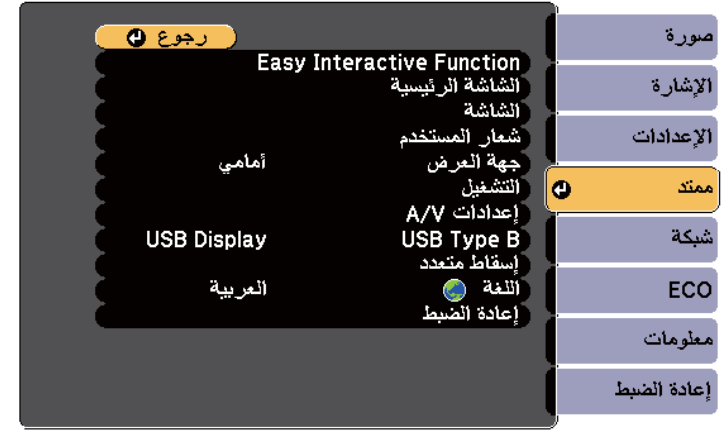 صورة
الإشارة
الإعدادات
ممتد
شبكة
ECO
معلومات
إعادة الضبط
رجوع
Easy Interactive Function
الشاشة الرئيسية
الشاشة
شعار المستخدم
جهة العرض أمامي
التشغيل
إعدادات A/V
USB Type B USB Display
إسقاط متعدد
اللغة العربية
إعادة الضبط